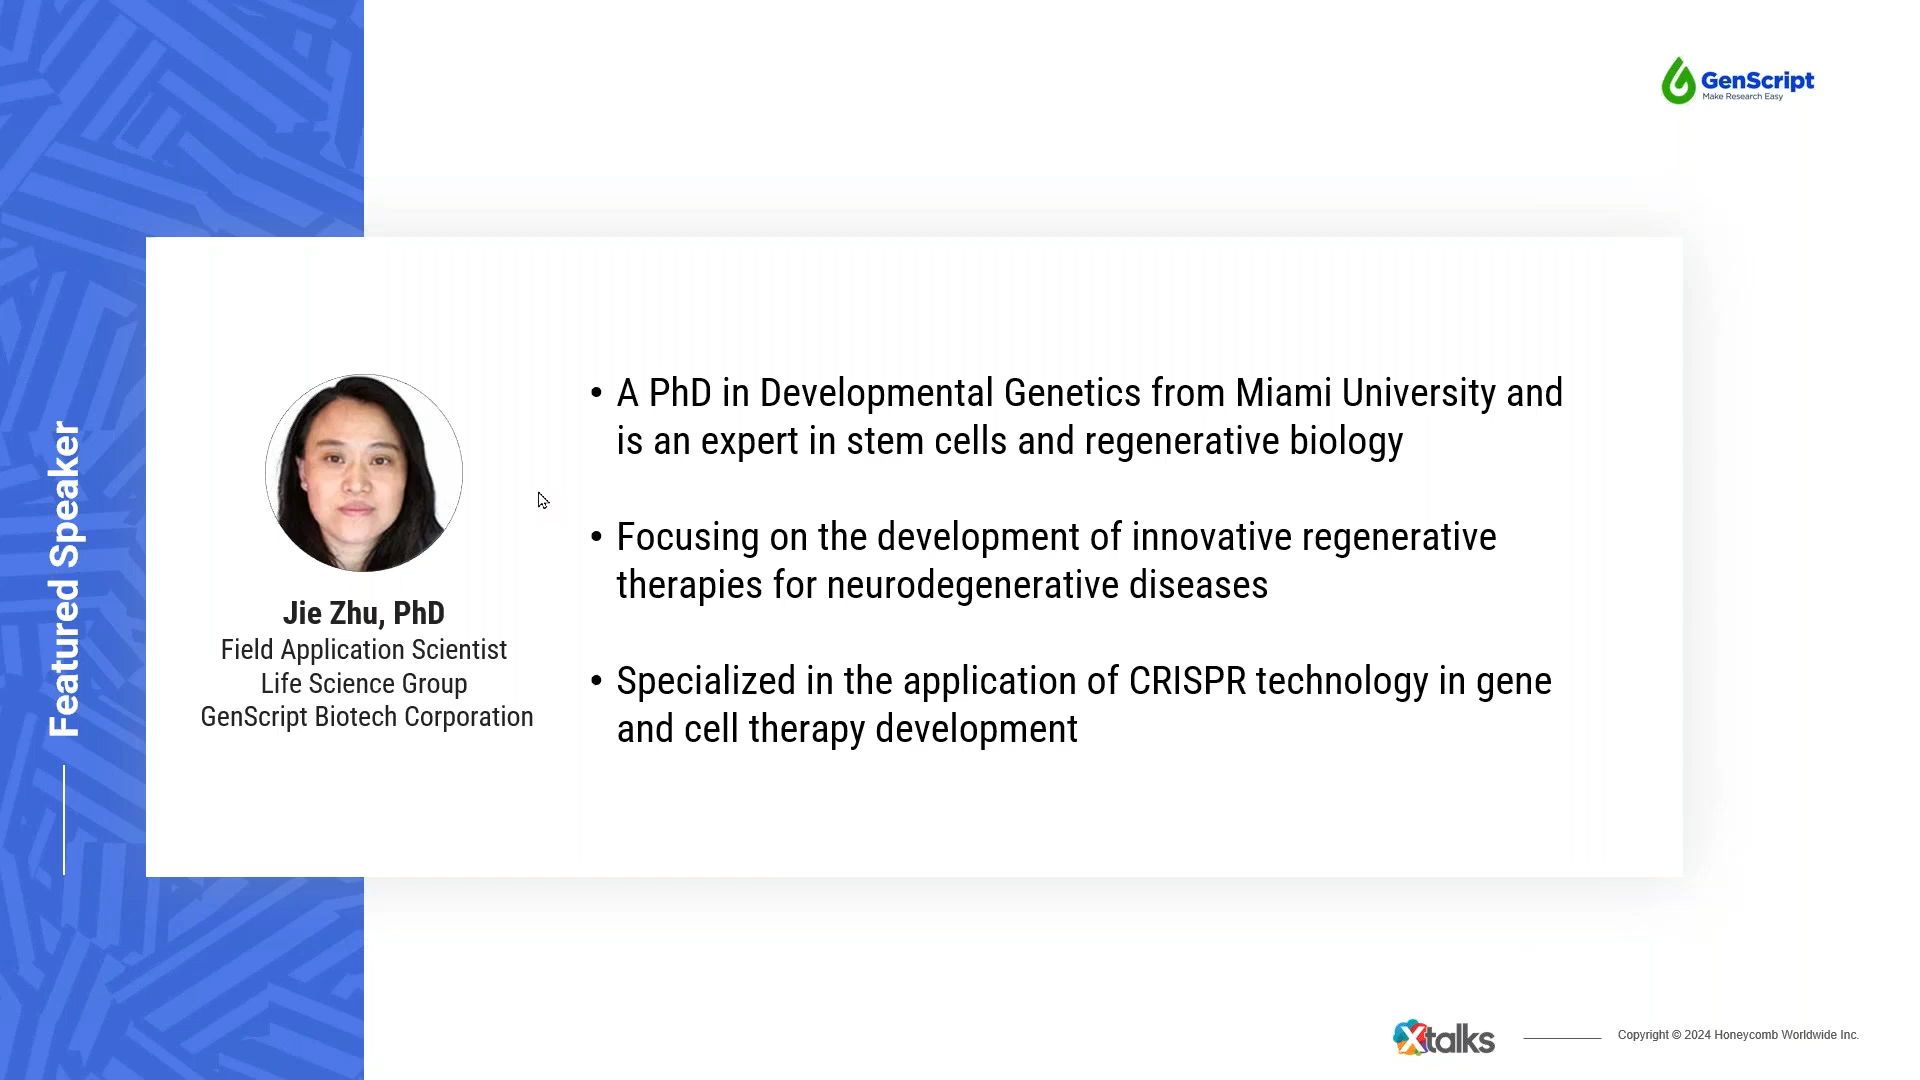 GenScript
Make Research Easy
Featured Speaker
Jie Zhu, PhD
Field Application Scientist
Life Science Group
GenScript Biotech Corporation
• A PhD in Developmental Genetics from Miami University and
is an expert in stem cells and regenerative biology
• Focusing on the development of innovative regenerative
therapies for neurodegenerative diseases
• Specialized in the application of CRISPR technology in gene
and cell therapy development
Xtalks
Copyright © 2024 Honeycomb Worldwide Inc.